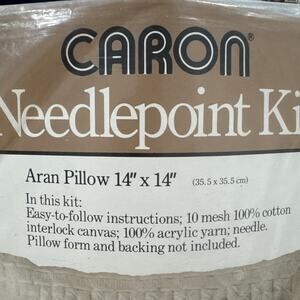 CARON®
Needlepoint Ki
Aran Pillow 14" x 14" (35.5 x 35.5 cm)
In this kit:
Easy-to-follow instructions; 10 mesh 100% cotton
interlock canvas; 100% acrylic yarn; needle.
Pillow form and backing not included.